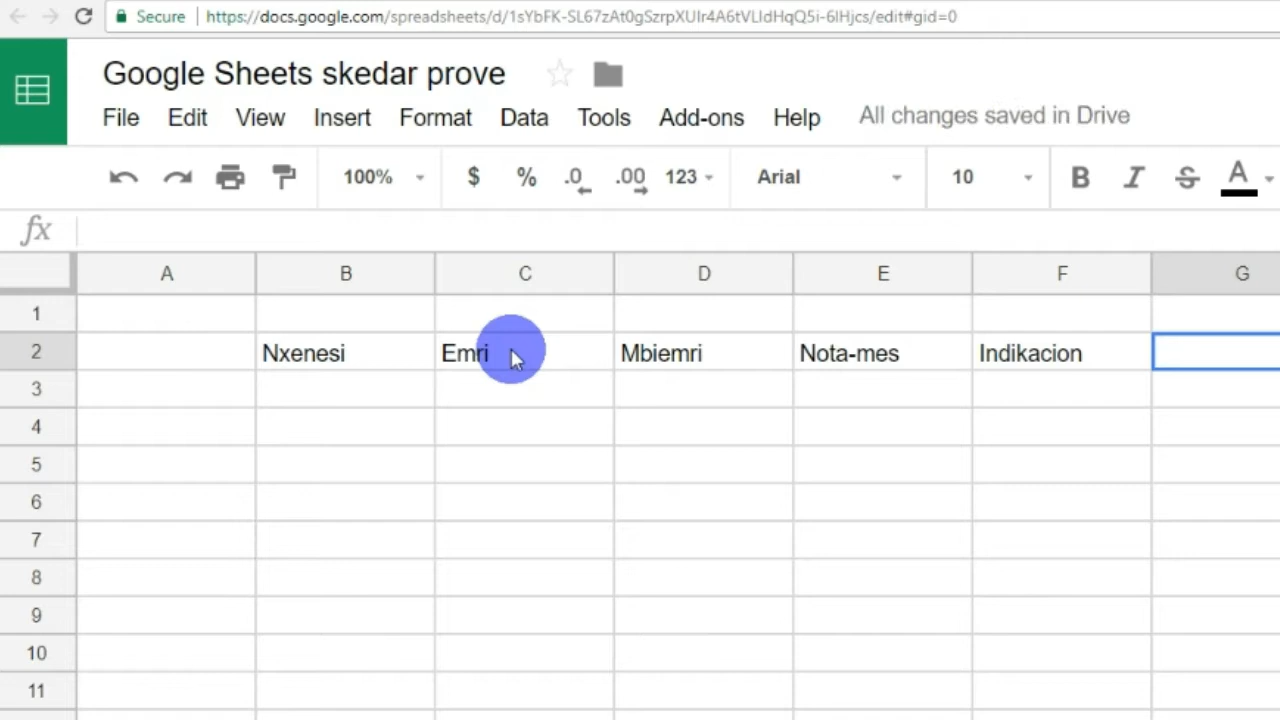 Secure https://docs.google.com/spreadsheets/d/1sYbFK-SL67zAt0gSzrpXUIr4A6tVLIdHqQ5i-6IHjcs/edit#gid=0
Google Sheets skedar prove
File Edit View Insert Format Data Tools Add-ons Help All changes saved in Drive
100% $ % .0 .00 123 Arial 10 B I S A
fx
A B C D E F G
1
2 Nxenesi Emri Mbiemri Nota-mes Indikacion
3
4
5
6
7
8
9
10
11